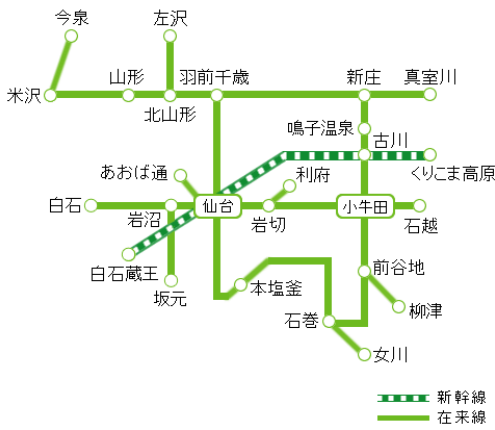 今泉
左沢
山形
羽前千歳
新庄
真室川
米沢
北山形
鳴子温泉
古川
あおば通
利府
くりこま高原
白石
岩沼
仙台
岩切
小牛田
石越
白石蔵王
坂元
本塩釜
前谷地
石巻
柳津
女川
新幹線
在来線